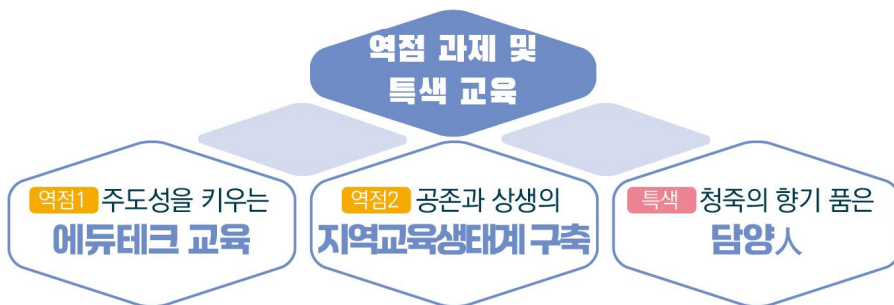 역점 과제 및
특색 교육
역점1 주도성을 키우는
에듀테크 교육
역점2 공존과 상생의
지역교육생태계 구축
특색 청죽의 향기 품은
담양人